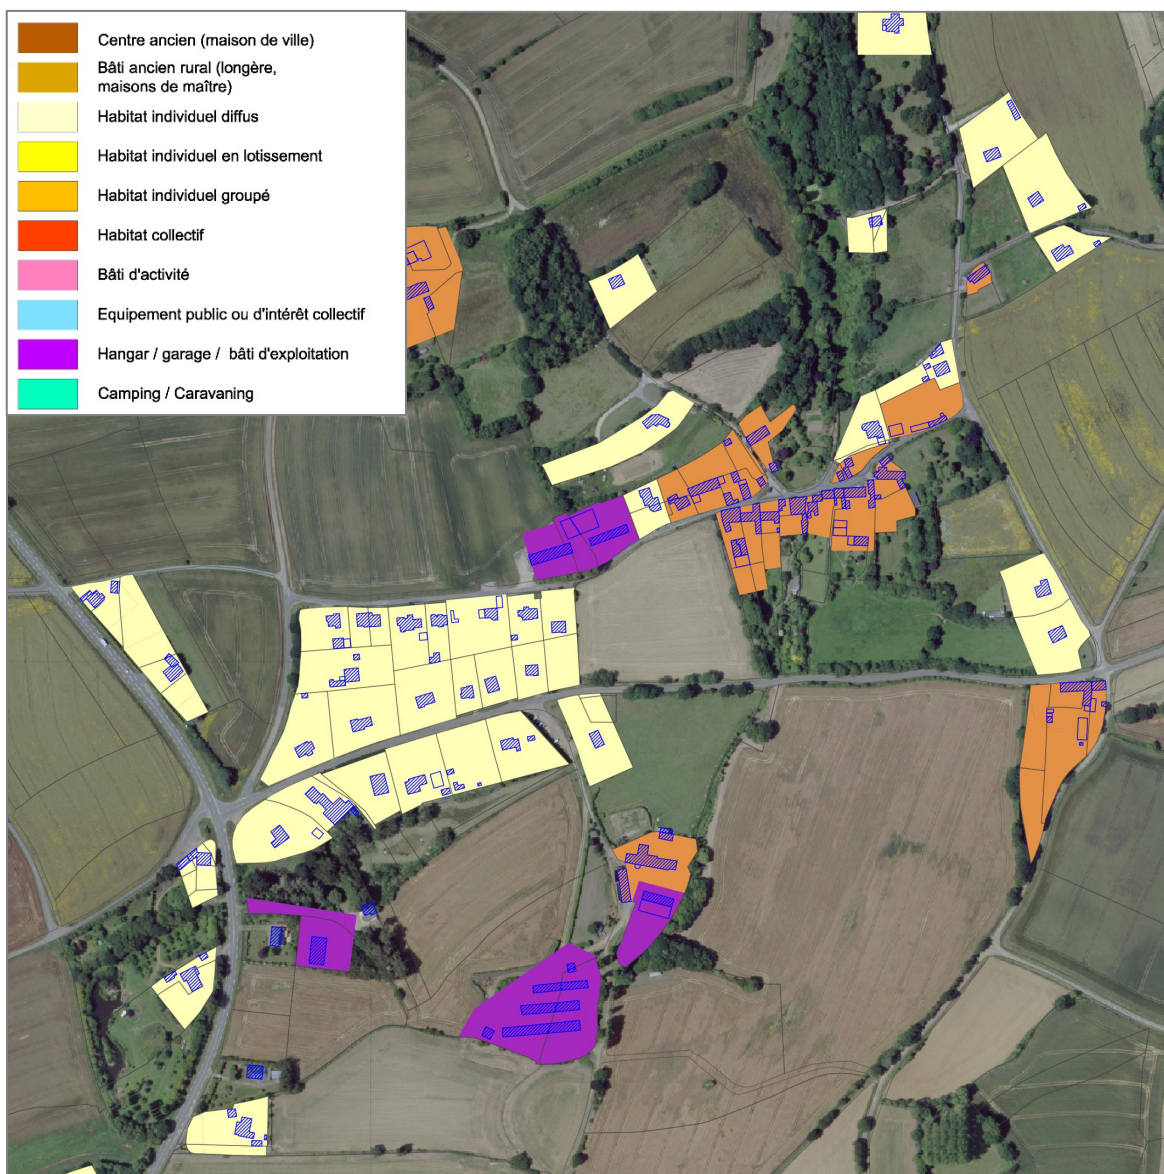 Centre ancien (maison de ville)
Bâti ancien rural (longère,
maisons de maître)
Habitat individuel diffus
Habitat individuel en lotissement
Habitat individuel groupé
Habitat collectif
Bâti d'activité
Equipement public ou d'intérêt collectif
Hangar / garage / bâti d'exploitation
Camping / Caravaning